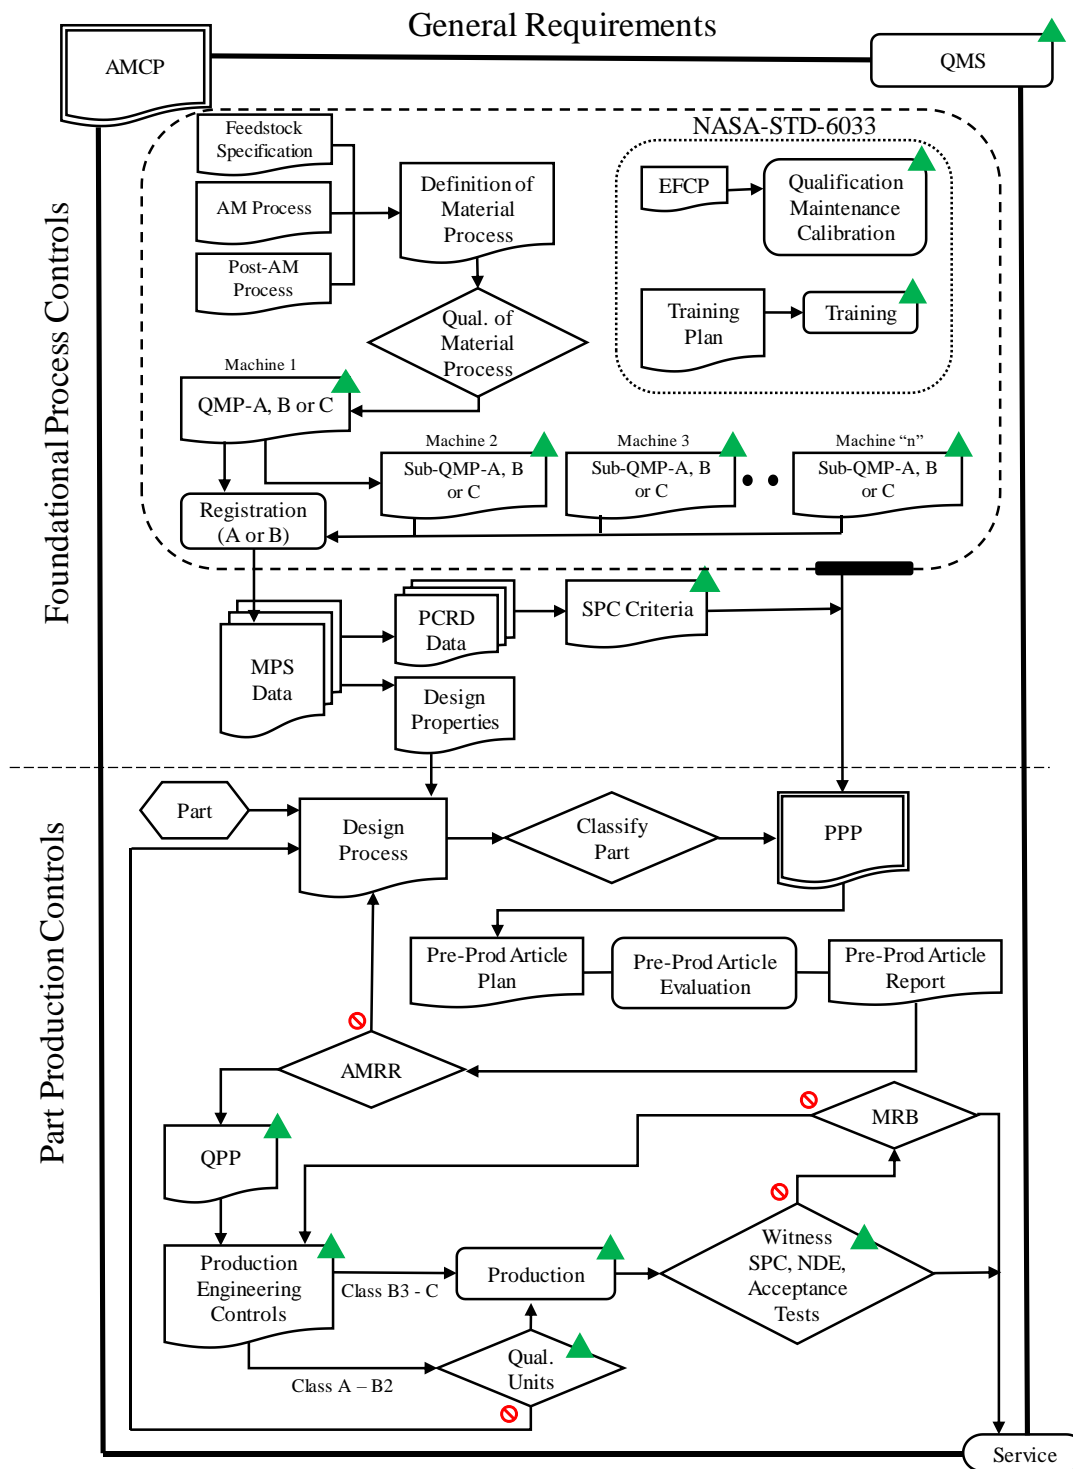 General Requirements
AMCP
QMS
Foundational Process Controls
NASA-STD-6033
Feedstock
Specification
AM Process
Post-AM
Process
Definition of
Material
Process
EFCP
Qualification
Maintenance
Calibration
Training
Plan
Training
Qual. of
Material
Process
Machine 1
QMP-A, B or C
Machine 2
Sub-QMP-A, B
or C
Machine 3
Sub-QMP-A, B
or C
Machine “n”
Sub-QMP-A, B
or C
Registration
(A or B)
MPS
Data
PCRD
Data
SPC Criteria
Design
Properties
Part Production Controls
Part
Design
Process
Classify
Part
PPP
Pre-Prod Article
Plan
Pre-Prod Article
Evaluation
Pre-Prod Article
Report
AMRR
MRB
QPP
Production
Engineering
Controls
Class B3 - C
Production
Witness
SPC, NDE,
Acceptance
Tests
Class A – B2
Qual.
Units
Service